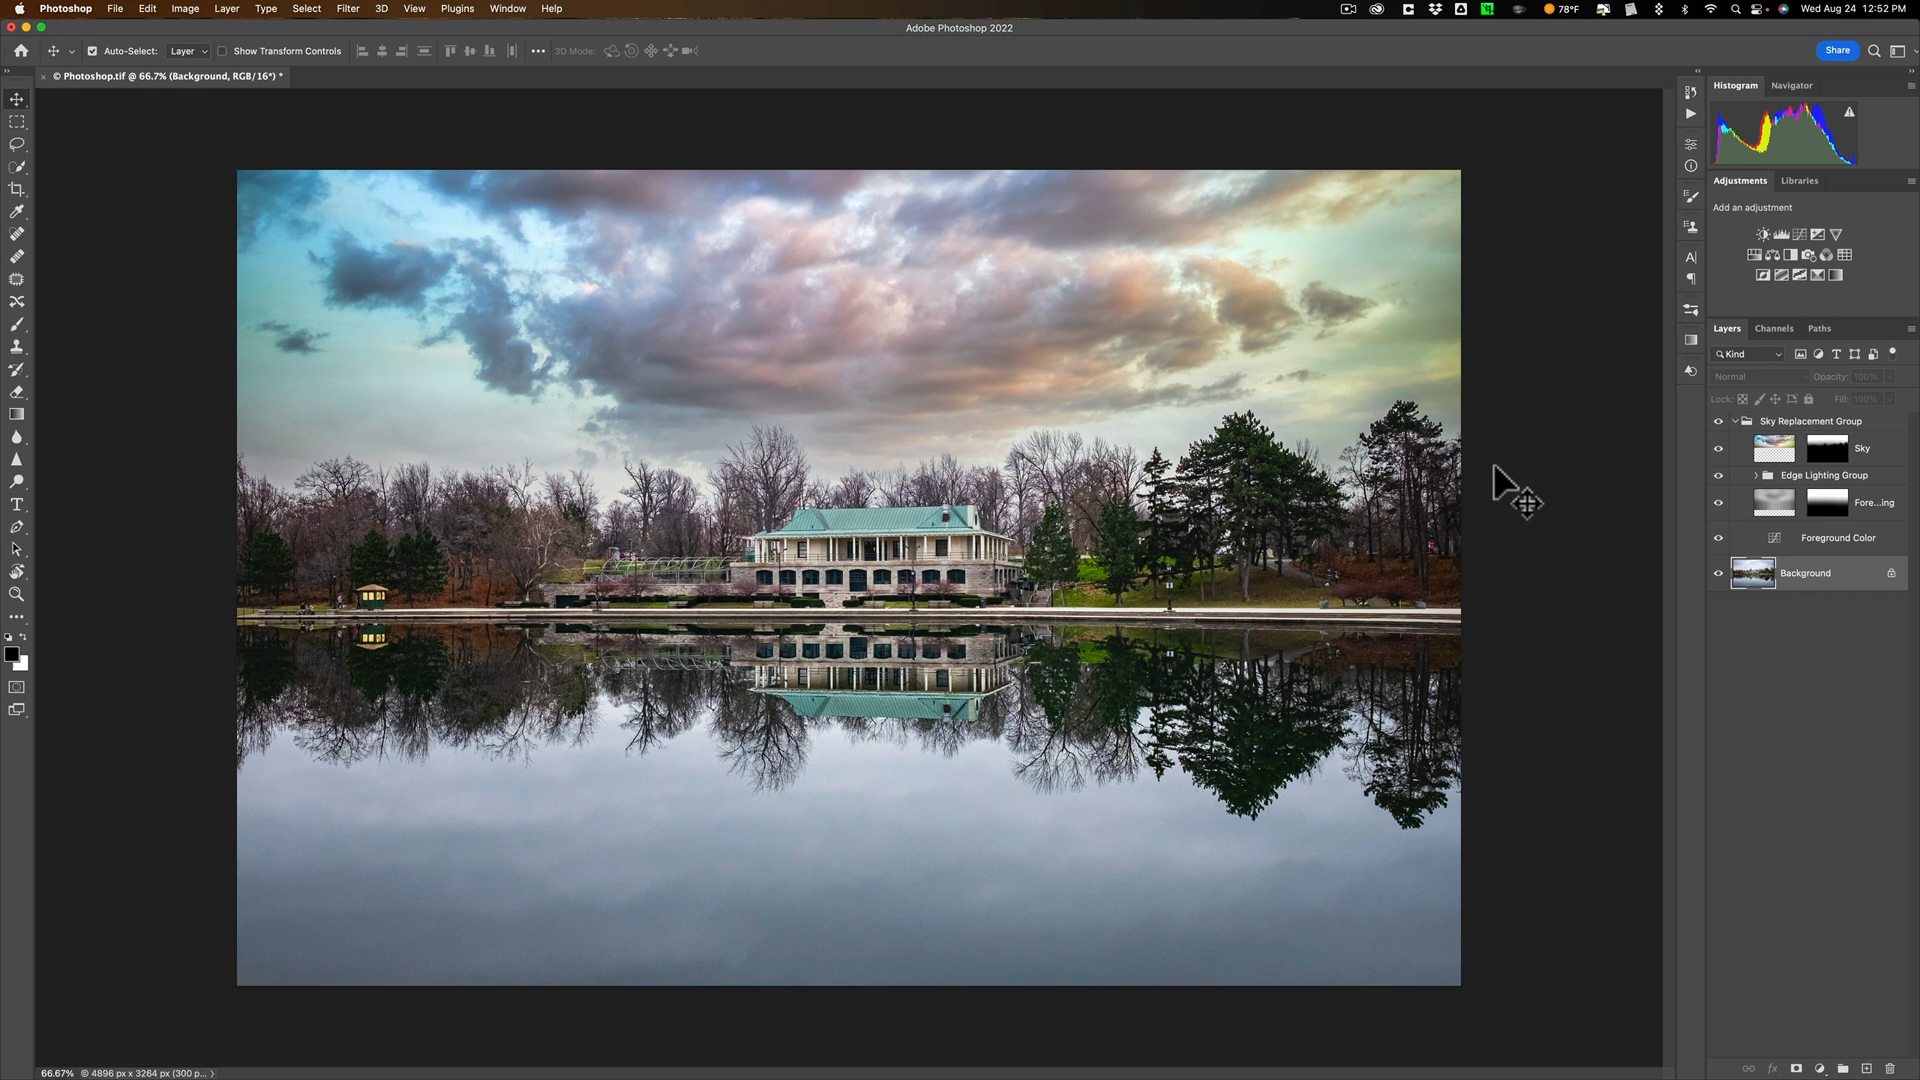 Photoshop File Edit Image Layer Type Select Filter 3D View Plugins Window Help 78°F Wed Aug 24 12:52 PM
Adobe Photoshop 2022
Auto-Select: Layer Show Transform Controls 3D Mode: Share
© Photoshop.tif @ 66.7% (Background, RGB/16*) *
Histogram Navigator
Adjustments Libraries
Add an adjustment
Layers Channels Paths
Kind
Normal Opacity: 100%
Lock: Fill: 100%
Sky Replacement Group
Sky
Edge Lighting Group
Fore...ing
Foreground Color
Background
66.67% 4896 px x 3264 px (300 p...